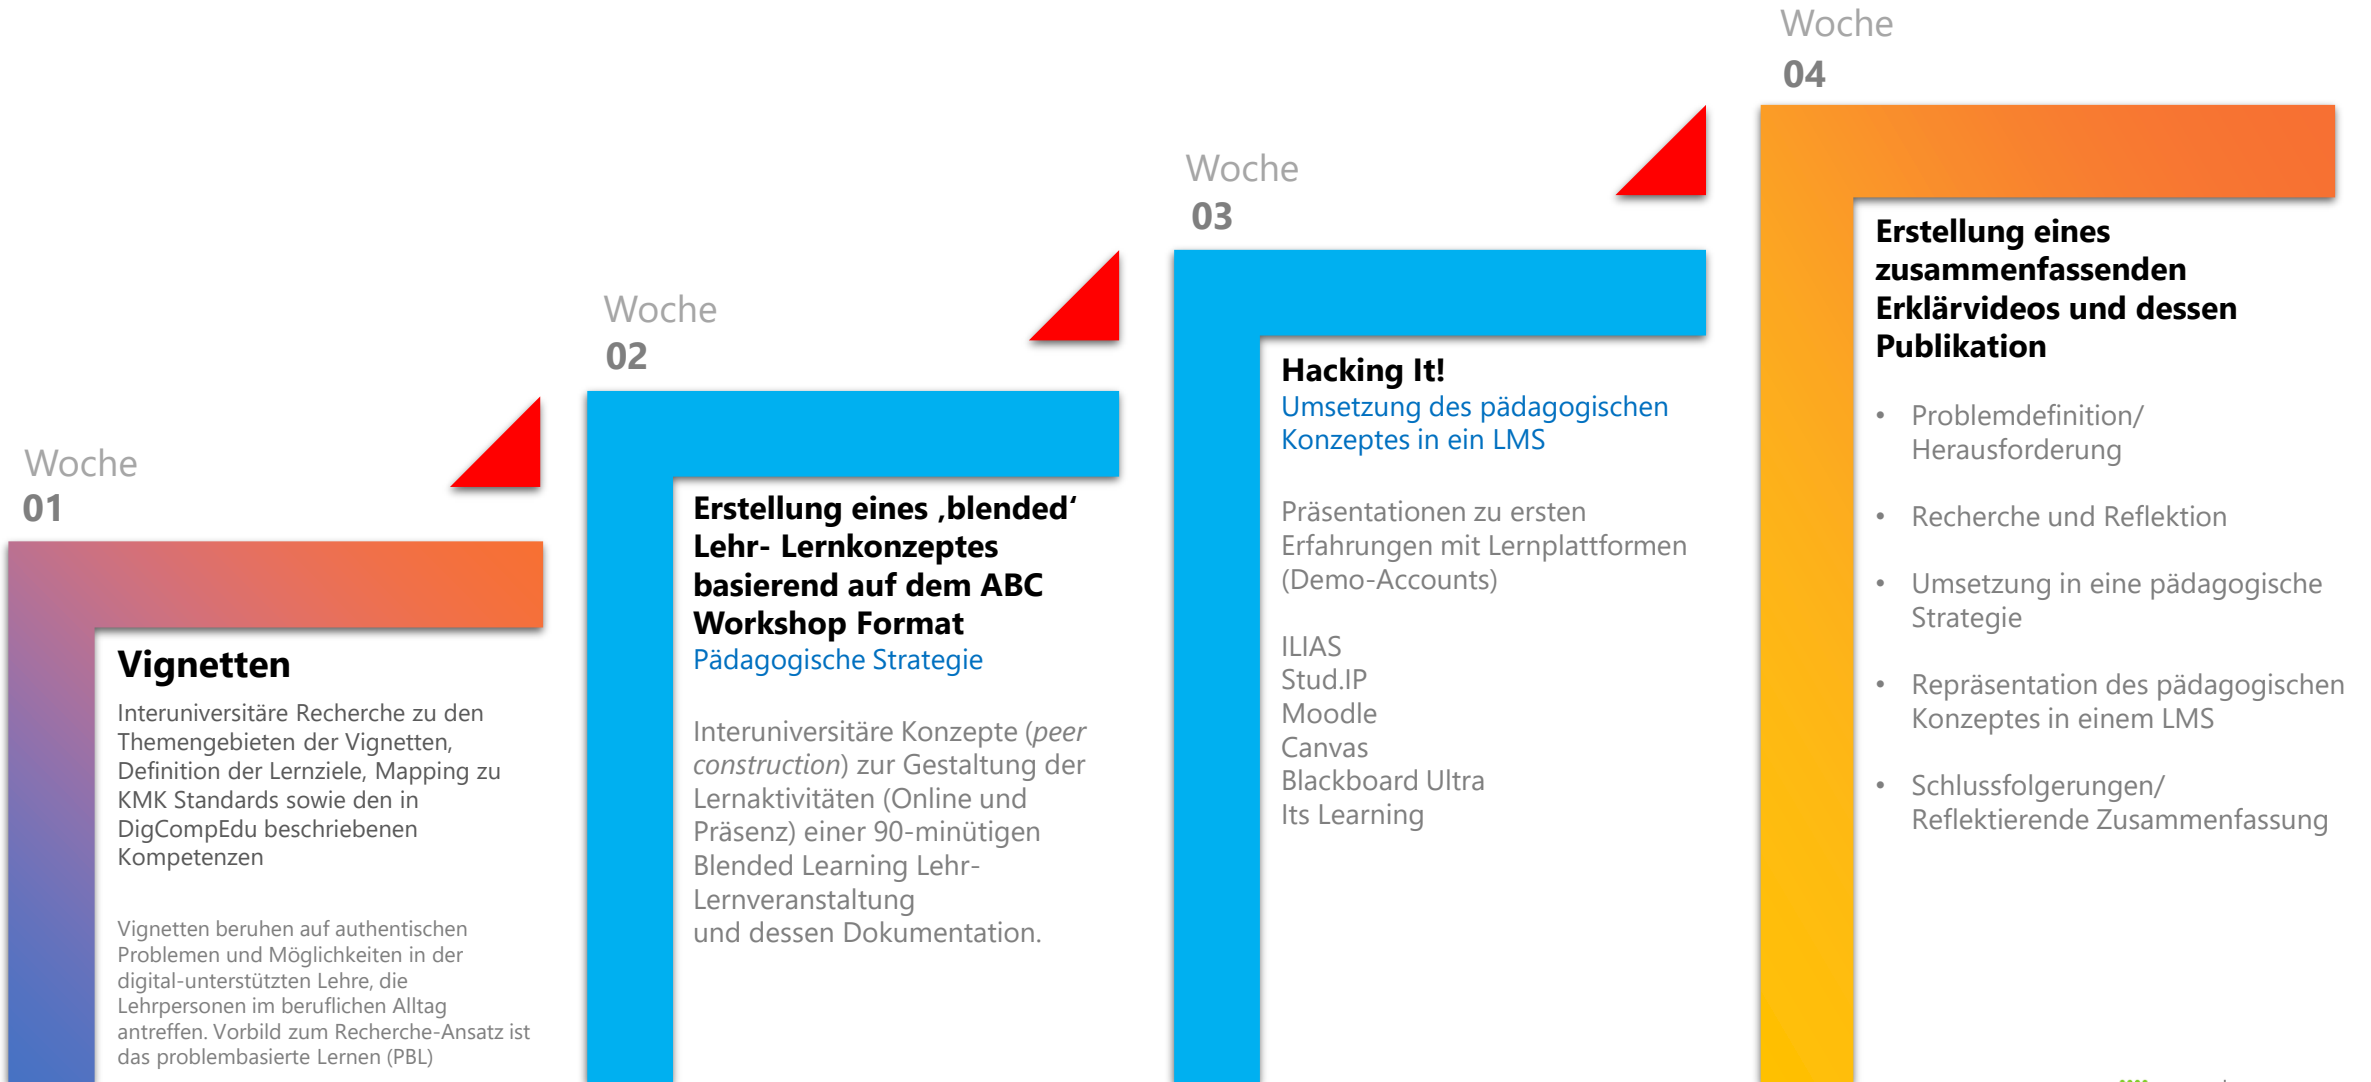 Woche
01
Vignetten
Interuniversitäre Recherche zu den
Themengebieten der Vignetten,
Definition der Lernziele, Mapping zu
KMK Standards sowie den in
DigCompEdu beschriebenen
Kompetenzen
Vignetten beruhen auf authentischen
Problemen und Möglichkeiten in der
digital-unterstützten Lehre, die
Lehrpersonen im beruflichen Alltag
antreffen. Vorbild zum Recherche-Ansatz ist
das problembasierte Lernen (PBL)
Woche
02
Erstellung eines ‚blended‘
Lehr- Lernkonzeptes
basierend auf dem ABC
Workshop Format
Pädagogische Strategie
Interuniversitäre Konzepte (peer
construction) zur Gestaltung der
Lernaktivitäten (Online und
Präsenz) einer 90-minütigen
Blended Learning Lehr-
Lernveranstaltung
und dessen Dokumentation.
Woche
03
Hacking It!
Umsetzung des pädagogischen
Konzeptes in ein LMS
Präsentationen zu ersten
Erfahrungen mit Lernplattformen
(Demo-Accounts)
ILIAS
Stud.IP
Moodle
Canvas
Blackboard Ultra
Its Learning
Woche
04
Erstellung eines
zusammenfassenden
Erklärvideos und dessen
Publikation
• Problemdefinition/
Herausforderung
• Recherche und Reflektion
• Umsetzung in eine pädagogische
Strategie
• Repräsentation des pädagogischen
Konzeptes in einem LMS
• Schlussfolgerungen/
Reflektierende Zusammenfassung